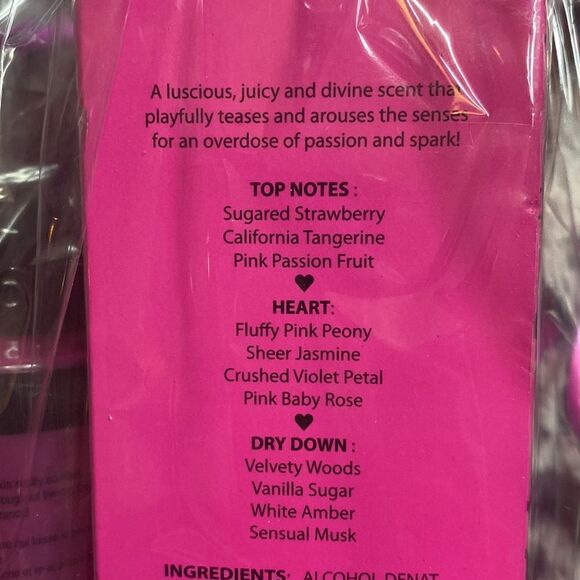 A luscious, juicy and divine scent that
playfully teases and arouses the senses
for an overdose of passion and spark!
TOP NOTES :
Sugared Strawberry
California Tangerine
Pink Passion Fruit
HEART:
Fluffy Pink Peony
Sheer Jasmine
Crushed Violet Petal
Pink Baby Rose
DRY DOWN :
Velvety Woods
Vanilla Sugar
White Amber
Sensual Musk
INGREDIENTS: ALCOHOL DENAT